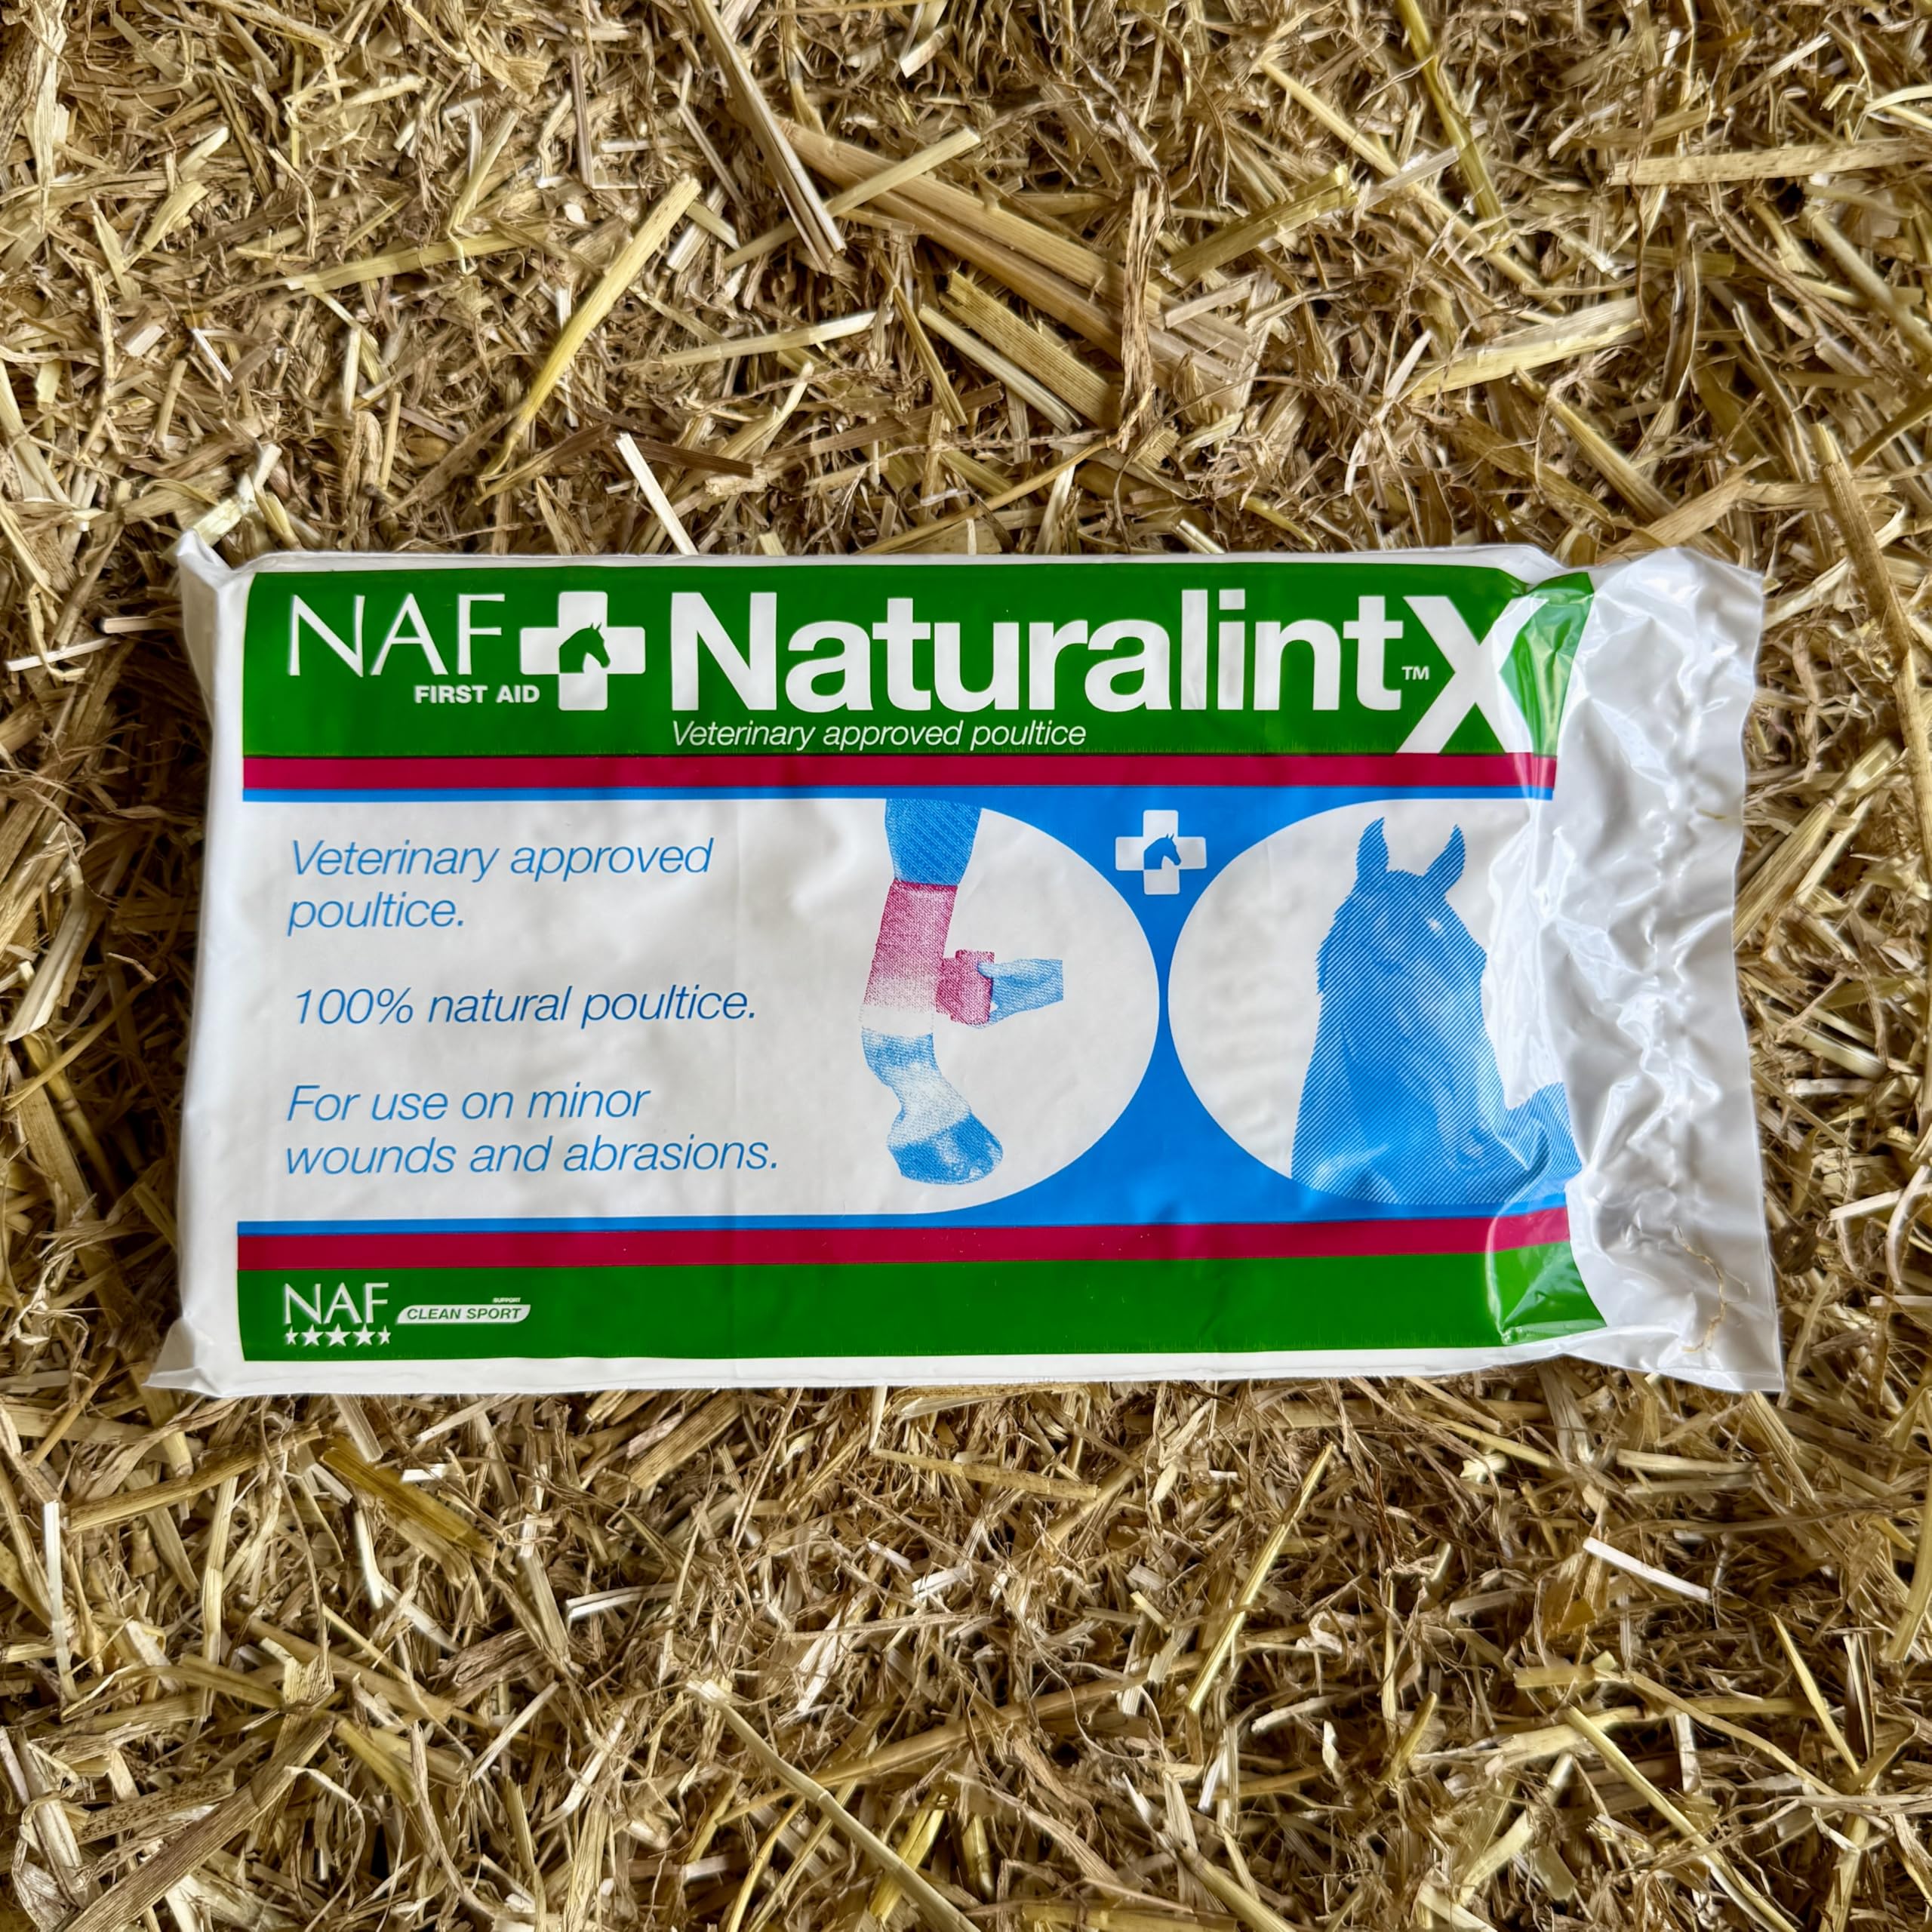 NAF NaturalintX™
FIRST AID
Veterinary approved poultice
Veterinary approved
poultice.
100% natural poultice.
For use on minor
wounds and abrasions.
NAF
SUPPORT
CLEAN SPORT